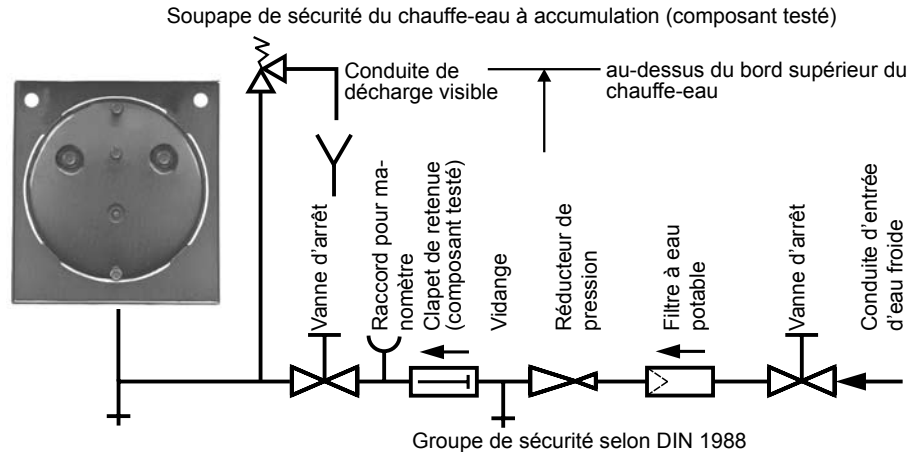 Soupape de sécurité du chauffe-eau à accumulation (composant testé)
Conduite de
décharge visible
au-dessus du bord supérieur du
chauffe-eau
Vanne d'arrêt
Raccord pour ma-
nomètre
Clapet de retenue
(composant testé)
Vidange
Réducteur de
pression
Filtre à eau
potable
Vanne d'arrêt
Conduite d'entrée
d'eau froide
Groupe de sécurité selon DIN 1988